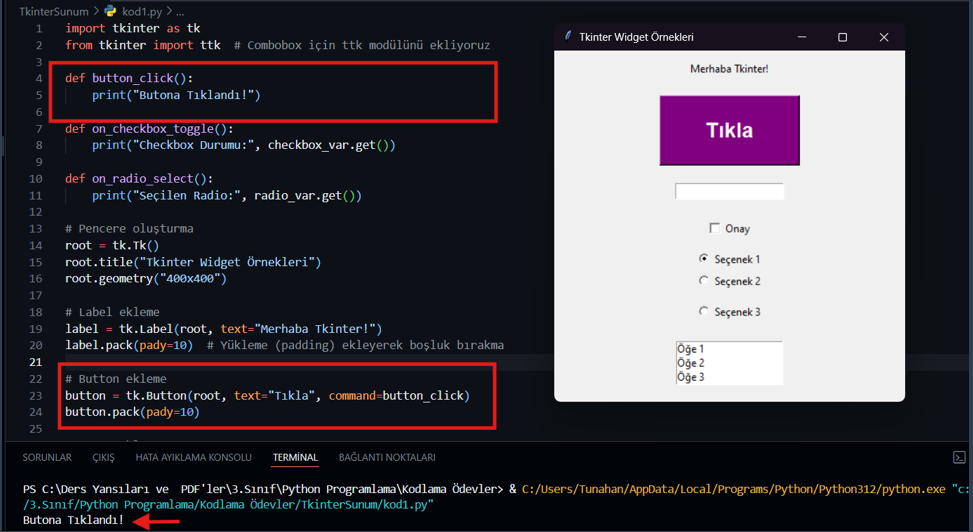 TkinterSunum > kod1.py > ...
1 import tkinter as tk
2 from tkinter import ttk # Combobox için ttk modülünü ekliyoruz
3
4 def button_click():
5 print("Butona Tıklandı!")
6
7 def on_checkbox_toggle():
8 print("Checkbox Durumu:", checkbox_var.get())
9
10 def on_radio_select():
11 print("Seçilen Radio:", radio_var.get())
12
13 # Pencere oluşturma
14 root = tk.Tk()
15 root.title("Tkinter Widget Örnekleri")
16 root.geometry("400x400")
17
18 # Label ekleme
19 label = tk.Label(root, text="Merhaba Tkinter!")
20 label.pack(pady=10) # Yükleme (padding) ekleyerek boşluk bırakma
21
22 # Button ekleme
23 button = tk.Button(root, text="Tıkla", command=button_click)
24 button.pack(pady=10)
25
Tkinter Widget Örnekleri
Merhaba Tkinter!
Tıkla
Onay
Seçenek 1
Seçenek 2
Seçenek 3
Öğe 1
Öğe 2
Öğe 3
SORUNLAR ÇIKIŞ HATA AYIKLAMA KONSOLU TERMİNAL BAĞLANTI NOKTALARI
PS C:\Ders Yansıları ve PDF'ler\3.Sınıf\Python Programlama\Kodlama Ödevler> & C:/Users/Tunahan/AppData/Local/Programs/Python/Python312/python.exe "c:
/3.Sınıf/Python Programlama/Kodlama Ödevler/TkinterSunum/kod1.py"
Butona Tıklandı!